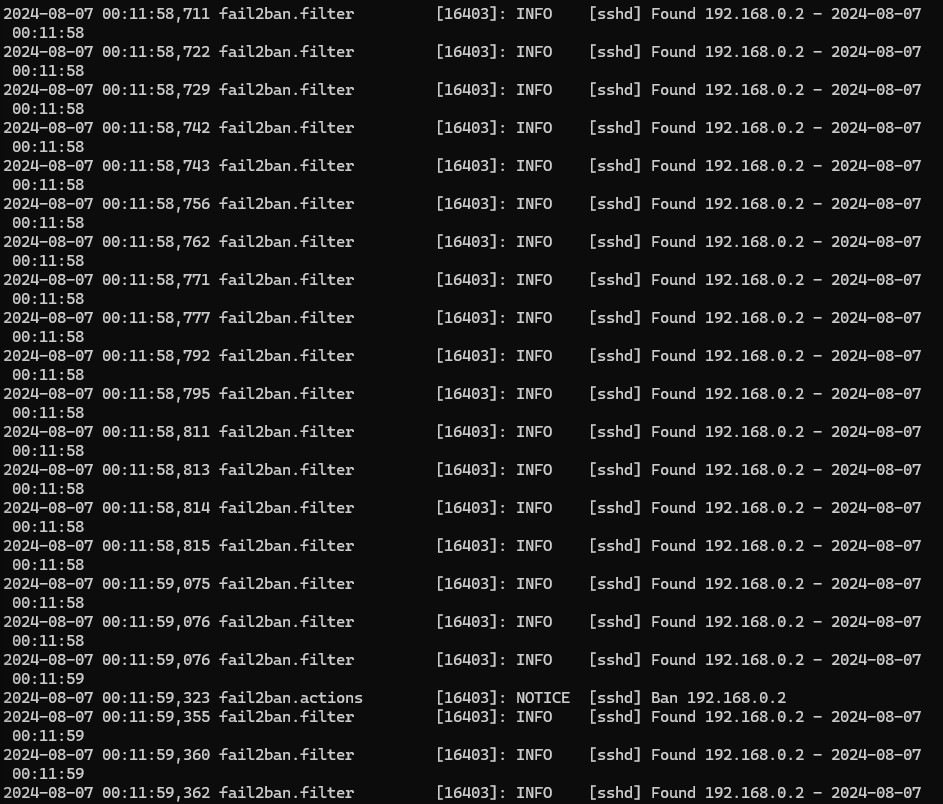 2024-08-07 00:11:58,711 fail2ban.filter         [16403]: INFO    [sshd] Found 192.168.0.2 - 2024-08-07
 00:11:58
2024-08-07 00:11:58,722 fail2ban.filter         [16403]: INFO    [sshd] Found 192.168.0.2 - 2024-08-07
 00:11:58
2024-08-07 00:11:58,729 fail2ban.filter         [16403]: INFO    [sshd] Found 192.168.0.2 - 2024-08-07
 00:11:58
2024-08-07 00:11:58,742 fail2ban.filter         [16403]: INFO    [sshd] Found 192.168.0.2 - 2024-08-07
 00:11:58
2024-08-07 00:11:58,743 fail2ban.filter         [16403]: INFO    [sshd] Found 192.168.0.2 - 2024-08-07
 00:11:58
2024-08-07 00:11:58,756 fail2ban.filter         [16403]: INFO    [sshd] Found 192.168.0.2 - 2024-08-07
 00:11:58
2024-08-07 00:11:58,762 fail2ban.filter         [16403]: INFO    [sshd] Found 192.168.0.2 - 2024-08-07
 00:11:58
2024-08-07 00:11:58,771 fail2ban.filter         [16403]: INFO    [sshd] Found 192.168.0.2 - 2024-08-07
 00:11:58
2024-08-07 00:11:58,777 fail2ban.filter         [16403]: INFO    [sshd] Found 192.168.0.2 - 2024-08-07
 00:11:58
2024-08-07 00:11:58,792 fail2ban.filter         [16403]: INFO    [sshd] Found 192.168.0.2 - 2024-08-07
 00:11:58
2024-08-07 00:11:58,795 fail2ban.filter         [16403]: INFO    [sshd] Found 192.168.0.2 - 2024-08-07
 00:11:58
2024-08-07 00:11:58,811 fail2ban.filter         [16403]: INFO    [sshd] Found 192.168.0.2 - 2024-08-07
 00:11:58
2024-08-07 00:11:58,813 fail2ban.filter         [16403]: INFO    [sshd] Found 192.168.0.2 - 2024-08-07
 00:11:58
2024-08-07 00:11:58,814 fail2ban.filter         [16403]: INFO    [sshd] Found 192.168.0.2 - 2024-08-07
 00:11:58
2024-08-07 00:11:58,815 fail2ban.filter         [16403]: INFO    [sshd] Found 192.168.0.2 - 2024-08-07
 00:11:58
2024-08-07 00:11:59,075 fail2ban.filter         [16403]: INFO    [sshd] Found 192.168.0.2 - 2024-08-07
 00:11:58
2024-08-07 00:11:59,076 fail2ban.filter         [16403]: INFO    [sshd] Found 192.168.0.2 - 2024-08-07
 00:11:58
2024-08-07 00:11:59,076 fail2ban.filter         [16403]: INFO    [sshd] Found 192.168.0.2 - 2024-08-07
 00:11:59
2024-08-07 00:11:59,323 fail2ban.actions        [16403]: NOTICE  [sshd] Ban 192.168.0.2
2024-08-07 00:11:59,355 fail2ban.filter         [16403]: INFO    [sshd] Found 192.168.0.2 - 2024-08-07
 00:11:59
2024-08-07 00:11:59,360 fail2ban.filter         [16403]: INFO    [sshd] Found 192.168.0.2 - 2024-08-07
 00:11:59
2024-08-07 00:11:59,362 fail2ban.filter         [16403]: INFO    [sshd] Found 192.168.0.2 - 2024-08-07